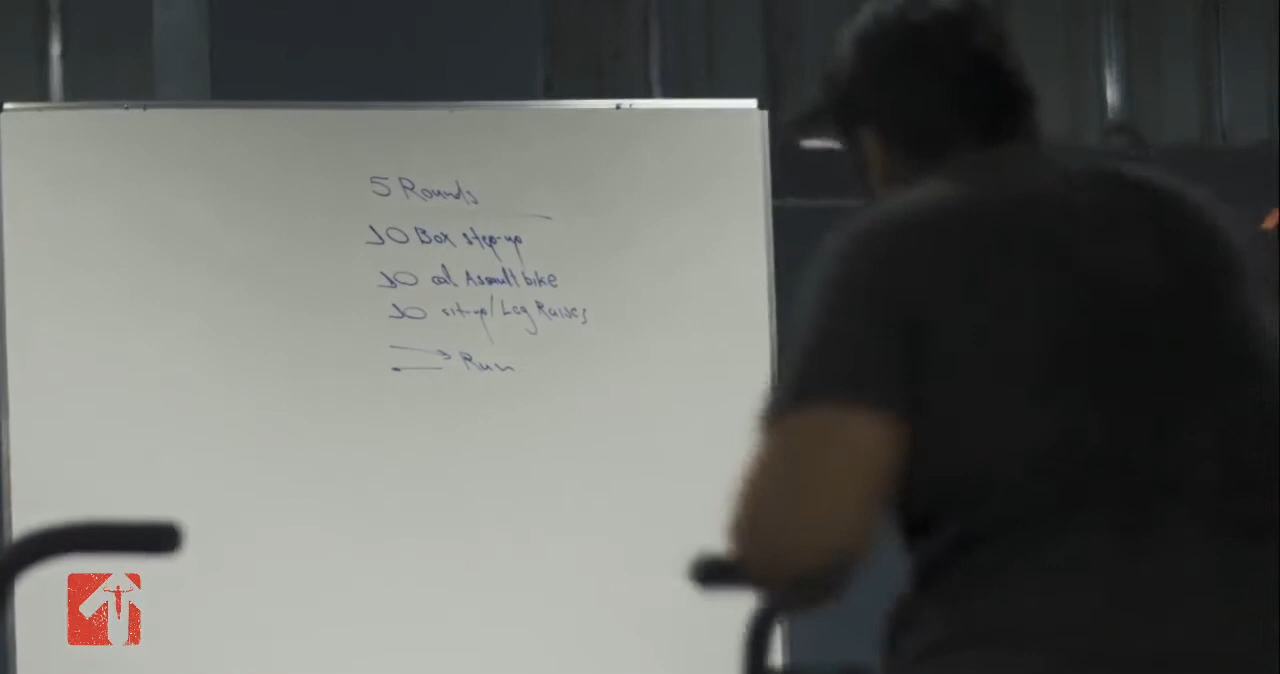 5 Rounds
10 Box step-up
10 cal Assault bike
10 sit-up/Leg Raises
Run